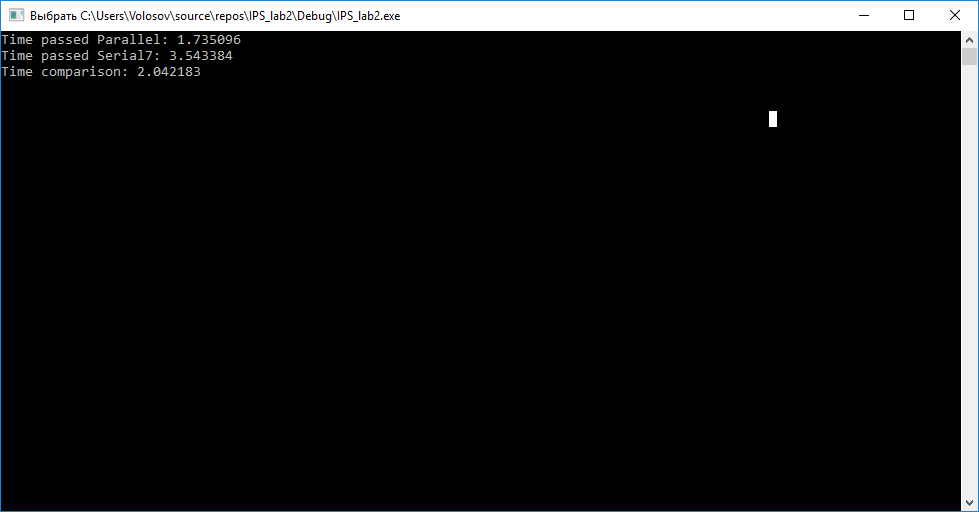 Выбрать C:\Users\Volosov\source\repos\IPS_lab2\Debug\IPS_lab2.exe
Time passed Parallel: 1.735096
Time passed Serial7: 3.543384
Time comparison: 2.042183